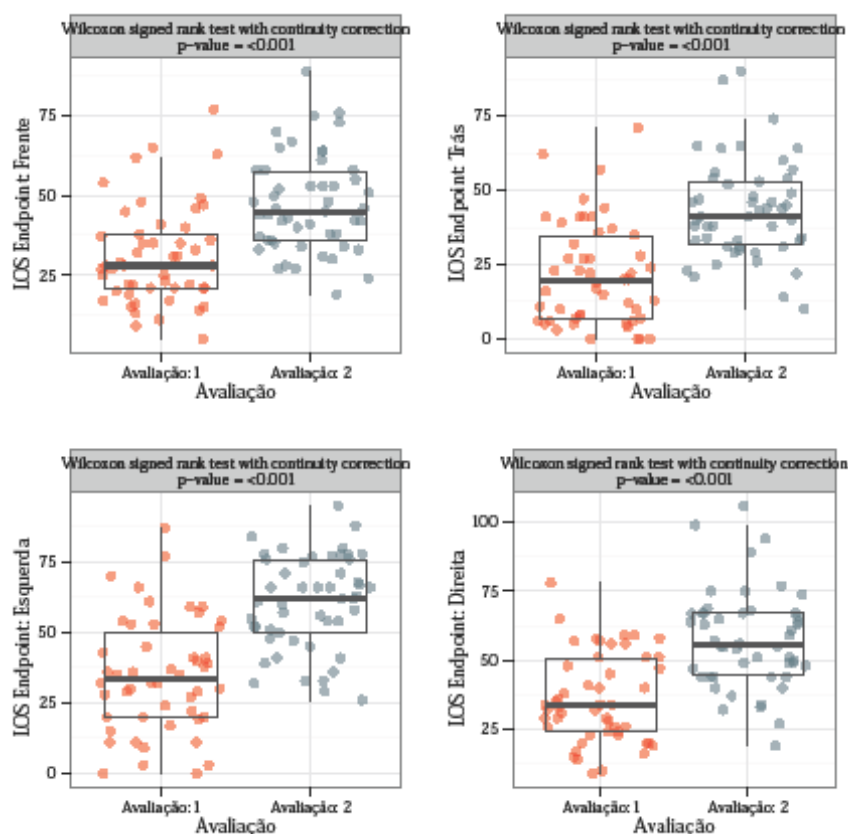 Wilcoxon signed rank test with continuity correction
p-value = <0.001
LOS Endpoint: Frente
75
50
25
Avaliação: 1
Avaliação: 2
Avaliação
Wilcoxon signed rank test with continuity correction
p-value = <0.001
LOS Endpoint: Trás
75
50
25
0
Avaliação: 1
Avaliação: 2
Avaliação
Wilcoxon signed rank test with continuity correction
p-value = <0.001
LOS Endpoint: Esquerda
75
50
25
0
Avaliação: 1
Avaliação: 2
Avaliação
Wilcoxon signed rank test with continuity correction
p-value = <0.001
LOS Endpoint: Direita
100
75
50
25
Avaliação: 1
Avaliação: 2
Avaliação